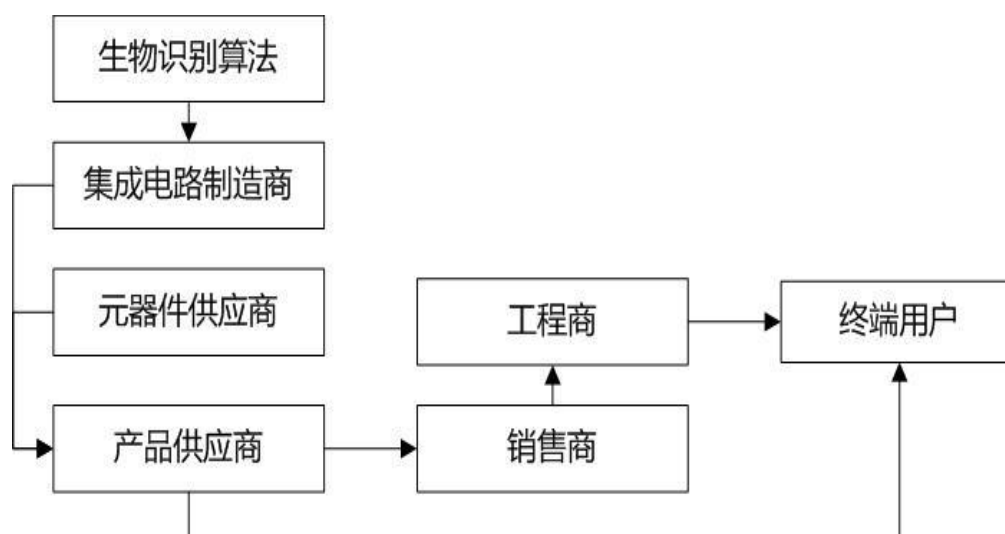 生物识别算法
集成电路制造商
元器件供应商
工程商
终端用户
产品供应商
销售商